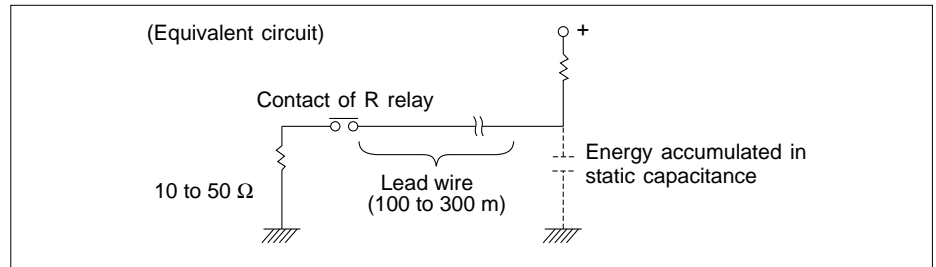 (Equivalent circuit)
+
Contact of R relay
10 to 50 Ω
Lead wire
(100 to 300 m)
Energy accumulated in
static capacitance